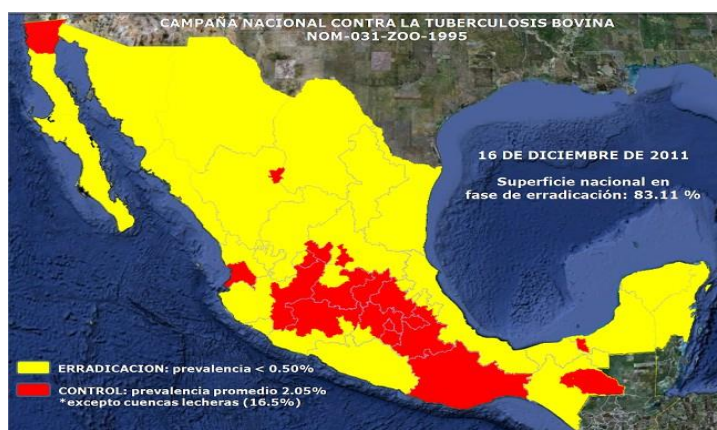 CAMPAÑA NACIONAL CONTRA LA TUBERCULOSIS BOVINA
NOM-031-ZOO-1995
16 DE DICIEMBRE DE 2011
Superficie nacional en
fase de erradicación: 83.11 %
ERRADICACION: prevalencia < 0.50%
CONTROL: prevalencia promedio 2.05%
*excepto cuencas lecheras (16.5%)